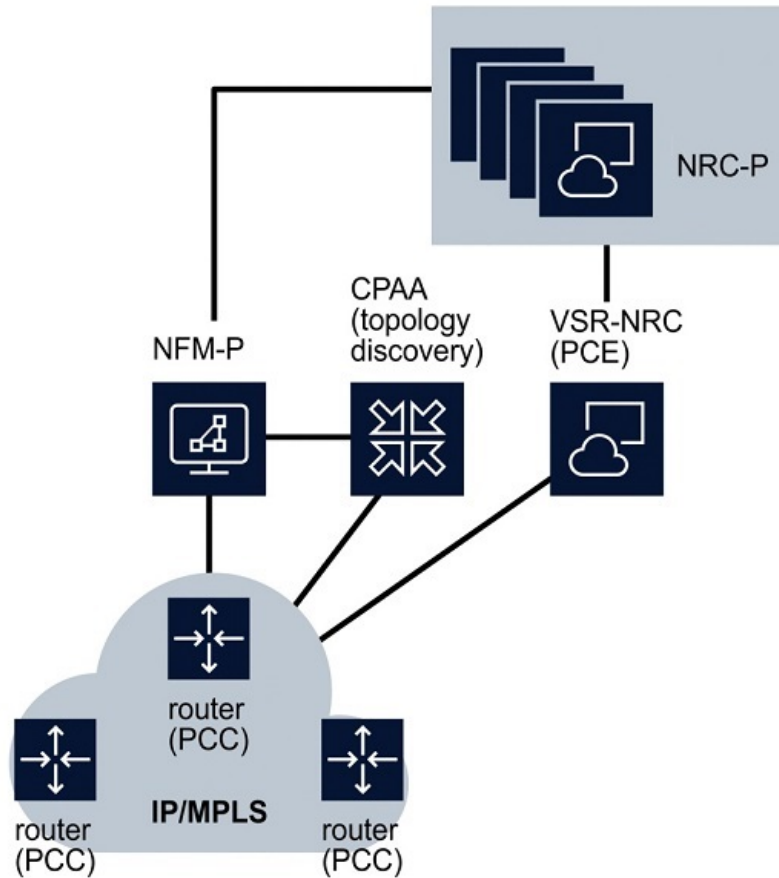 NRC-P
CPAA
(topology
discovery)
VSR-NRC
(PCE)
NFM-P
router
(PCC)
router
(PCC)
IP/MPLS
router
(PCC)